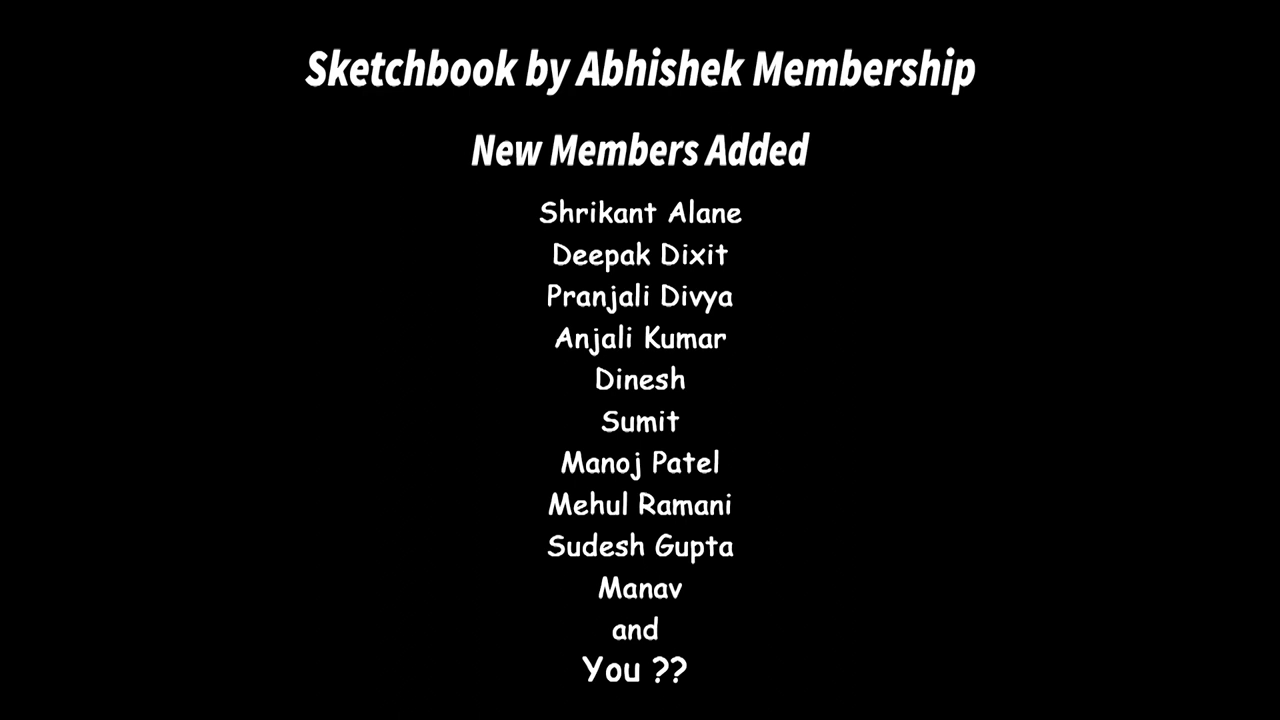 Sketchbook by Abhishek Membership
New Members Added
Shrikant Alane
Deepak Dixit
Pranjali Divya
Anjali Kumar
Dinesh
Sumit
Manoj Patel
Mehul Ramani
Sudesh Gupta
Manav
and
You ??